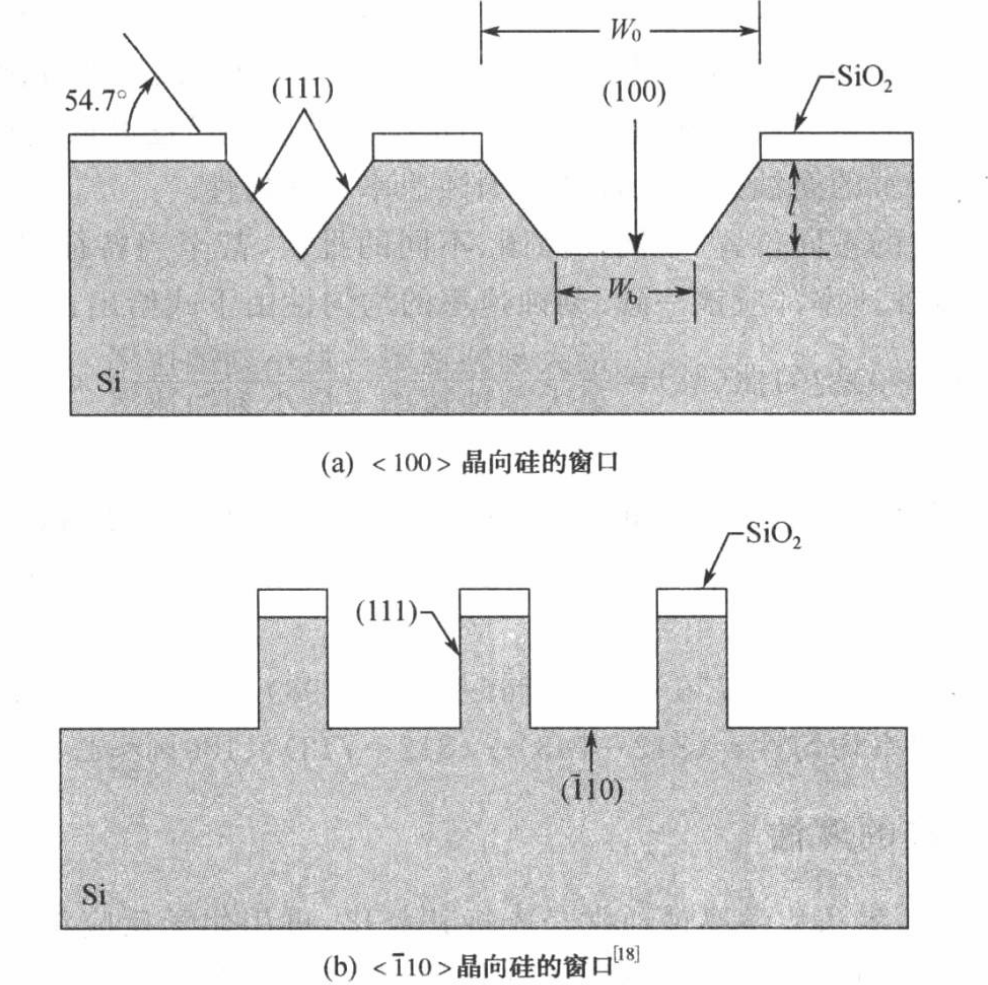 W₀
54.7°
(111)
(100)
SiO₂
l
W_b
Si
(a) <100> 晶向硅的窗口
SiO₂
(111)
(1̄10)
Si
(b) <1̄10>晶向硅的窗口[18]